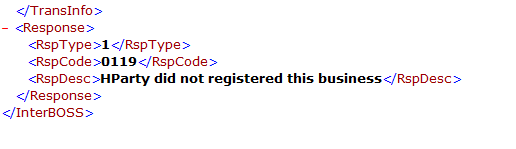 </TransInfo>
– <Response>
<RspType>1</RspType>
<RspCode>0119</RspCode>
<RspDesc>HParty did not registered this business</RspDesc>
</Response>
</InterBOSS>